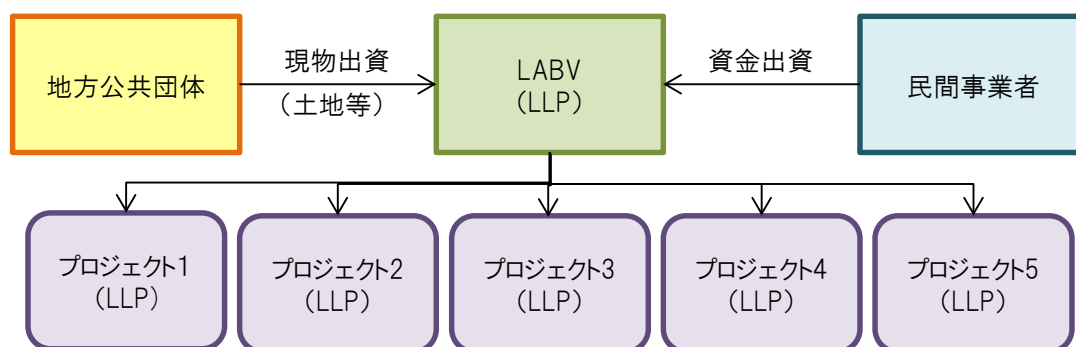 地方公共団体
現物出資
（土地等）
LABV
(LLP)
資金出資
民間事業者
プロジェクト1
(LLP)
プロジェクト2
(LLP)
プロジェクト3
(LLP)
プロジェクト4
(LLP)
プロジェクト5
(LLP)